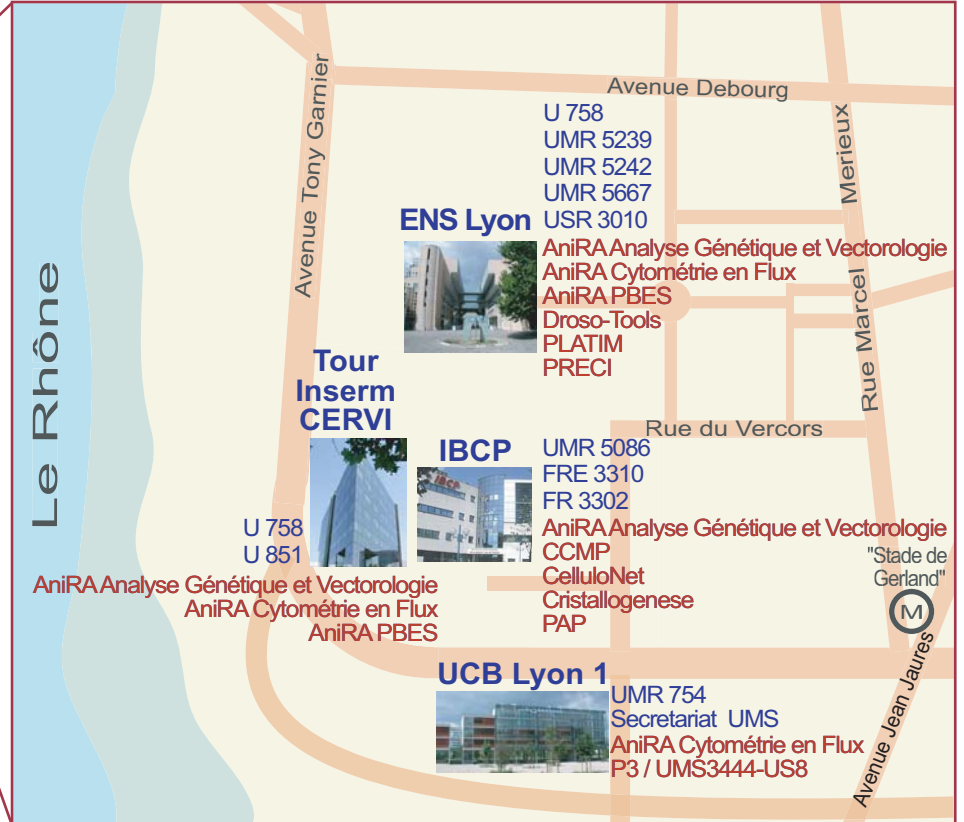 Avenue Debourg
Avenue Tony Garnier
Rue Marcel Merieux
Le Rhône
ENS Lyon
U 758
UMR 5239
UMR 5242
UMR 5667
USR 3010
AniRA Analyse Génétique et Vectorologie
AniRA Cytométrie en Flux
AniRA PBES
Droso-Tools
PLATIM
PRECI
Tour
Inserm
CERVI
U 758
U 851
AniRA Analyse Génétique et Vectorologie
AniRA Cytométrie en Flux
AniRA PBES
Rue du Vercors
IBCP
IBCP
UMR 5086
FRE 3310
FR 3302
AniRA Analyse Génétique et Vectorologie
CCMP
CelluloNet
Cristallogenese
PAP
"Stade de
Gerland"
M
Avenue Jean Jaures
UCB Lyon 1
UMR 754
Secretariat UMS
AniRA Cytométrie en Flux
P3 / UMS3444-US8